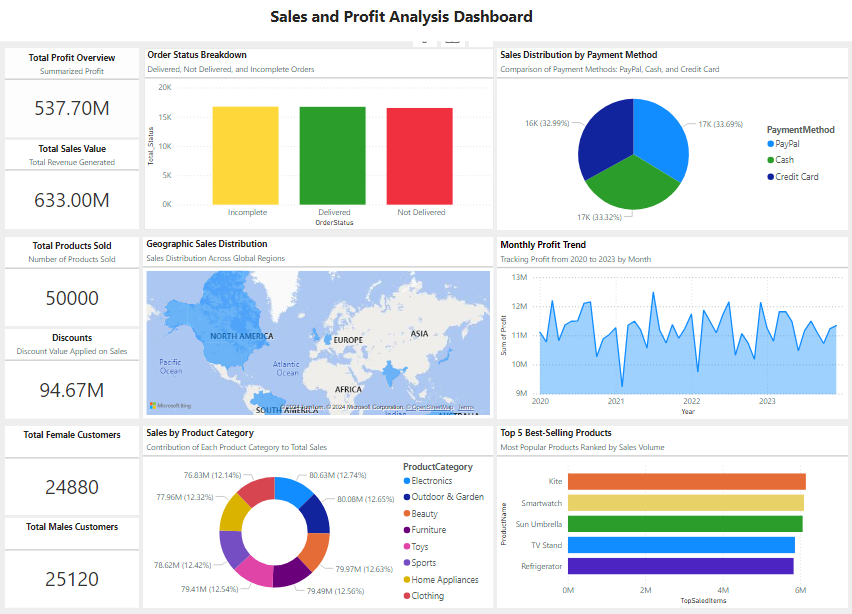 Sales and Profit Analysis Dashboard
Total Profit Overview
Summarized Profit
537.70M
Total Sales Value
Total Revenue Generated
633.00M
Order Status Breakdown
Delivered, Not Delivered, and Incomplete Orders
20K
15K
10K
5K
0K
Total_Status
Incomplete
Delivered
Not Delivered
OrderStatus
Sales Distribution by Payment Method
Comparison of Payment Methods: PayPal, Cash, and Credit Card
16K (32.99%)
17K (33.69%)
17K (33.32%)
PaymentMethod
PayPal
Cash
Credit Card
Total Products Sold
Number of Products Sold
50000
Discounts
Discount Value Applied on Sales
94.67M
Geographic Sales Distribution
Sales Distribution Across Global Regions
NORTH AMERICA
EUROPE
ASIA
Pacific
Ocean
Atlantic
Ocean
AFRICA
SOUTH AMERICA
Microsoft Bing
© 2024 TomTom, © 2024 Microsoft Corporation, © OpenStreetMap Terms
Monthly Profit Trend
Tracking Profit from 2020 to 2023 by Month
13M
12M
11M
10M
9M
Sum of Profit
2020
2021
2022
2023
Year
Total Female Customers
24880
Total Males Customers
25120
Sales by Product Category
Contribution of Each Product Category to Total Sales
76.83M (12.14%)
80.63M (12.74%)
77.96M (12.32%)
80.08M (12.65%)
78.62M (12.42%)
79.97M (12.63%)
79.41M (12.54%)
79.49M (12.56%)
ProductCategory
Electronics
Outdoor & Garden
Beauty
Furniture
Toys
Sports
Home Appliances
Clothing
Top 5 Best-Selling Products
Most Popular Products Ranked by Sales Volume
ProductName
Kite
Smartwatch
Sun Umbrella
TV Stand
Refrigerator
0M
2M
4M
6M
TopSaledItems